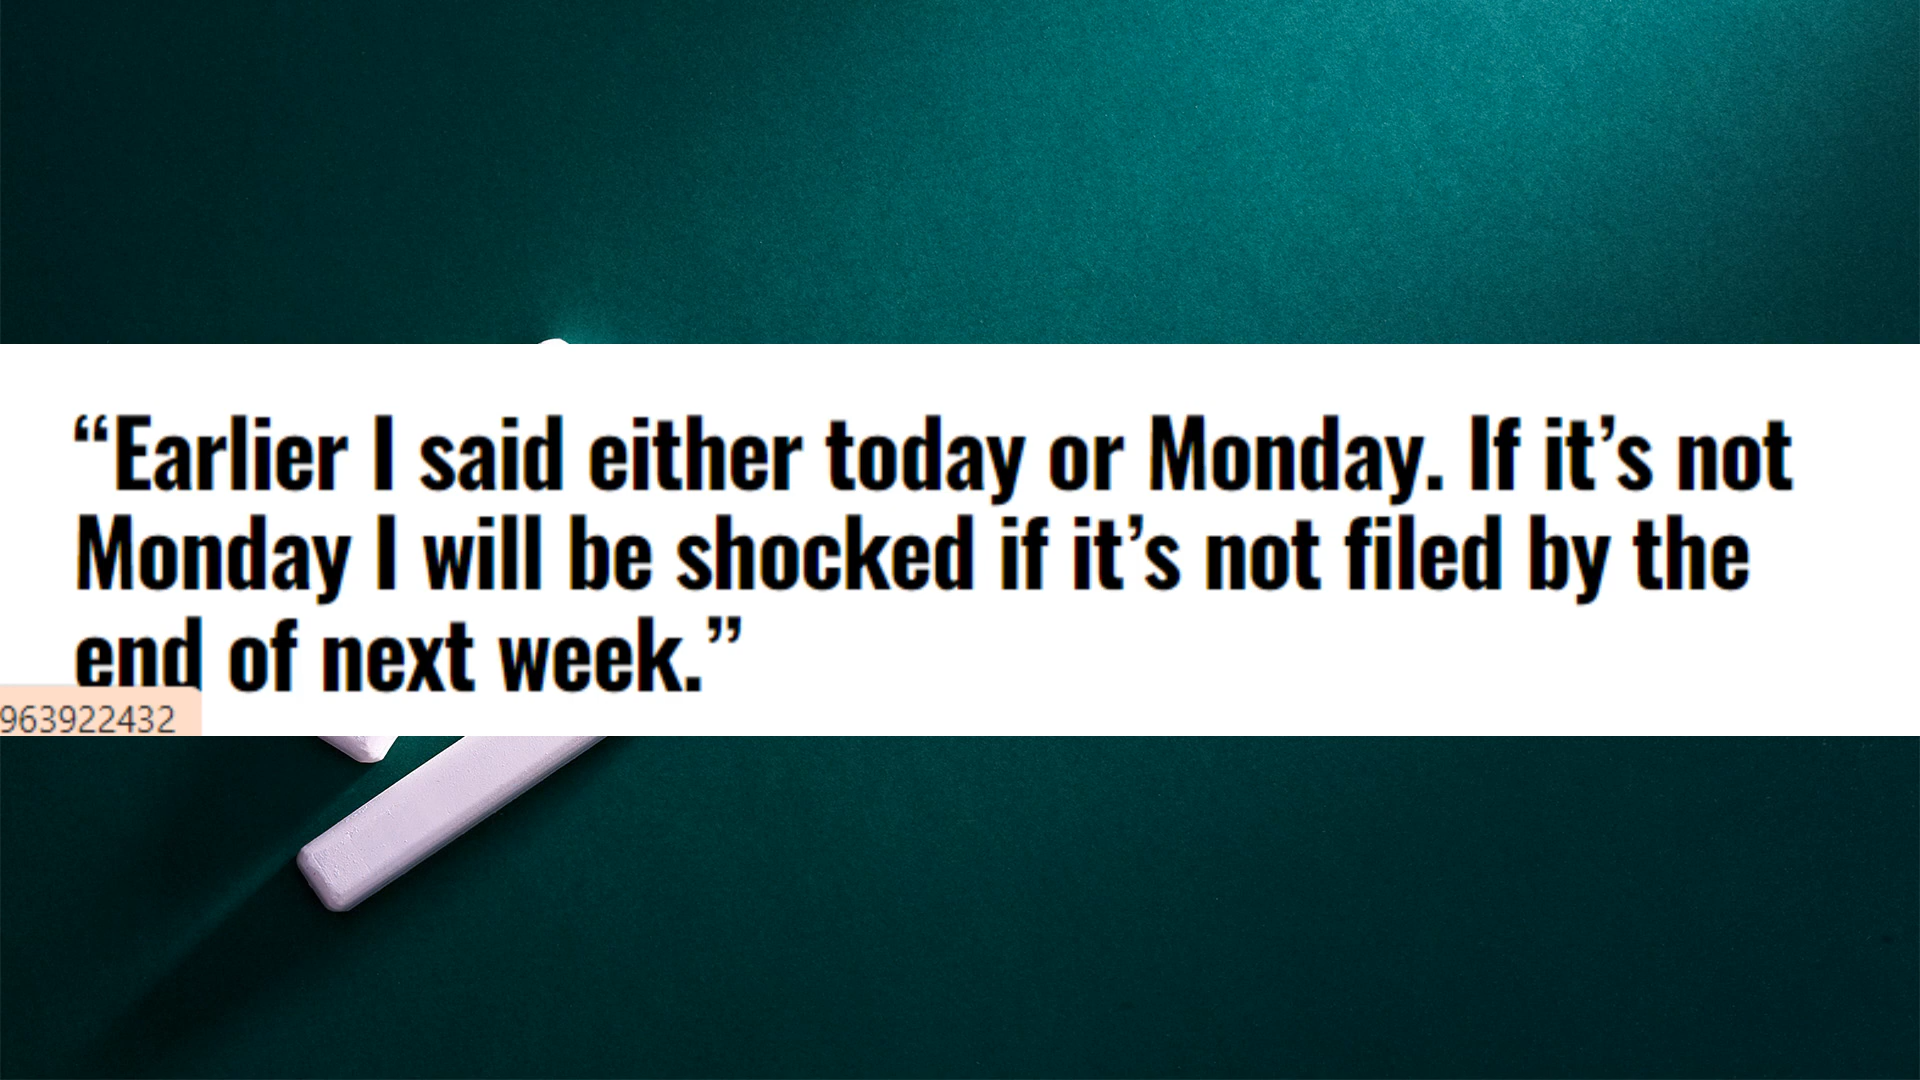 “Earlier I said either today or Monday. If it’s not
Monday I will be shocked if it’s not filed by the
end of next week.”
963922432